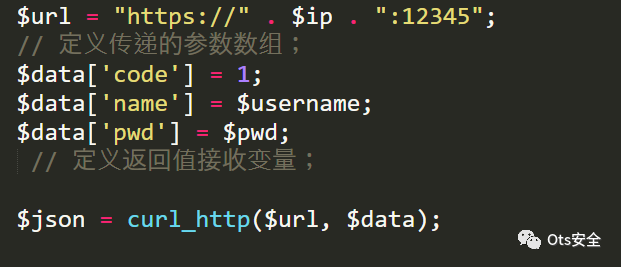 $url = "https://" . $ip . ":12345";
// 定义传递的参数数组；
$data['code'] = 1;
$data['name'] = $username;
$data['pwd'] = $pwd;
// 定义返回值接收变量；
$json = curl_http($url, $data);
Ots安全